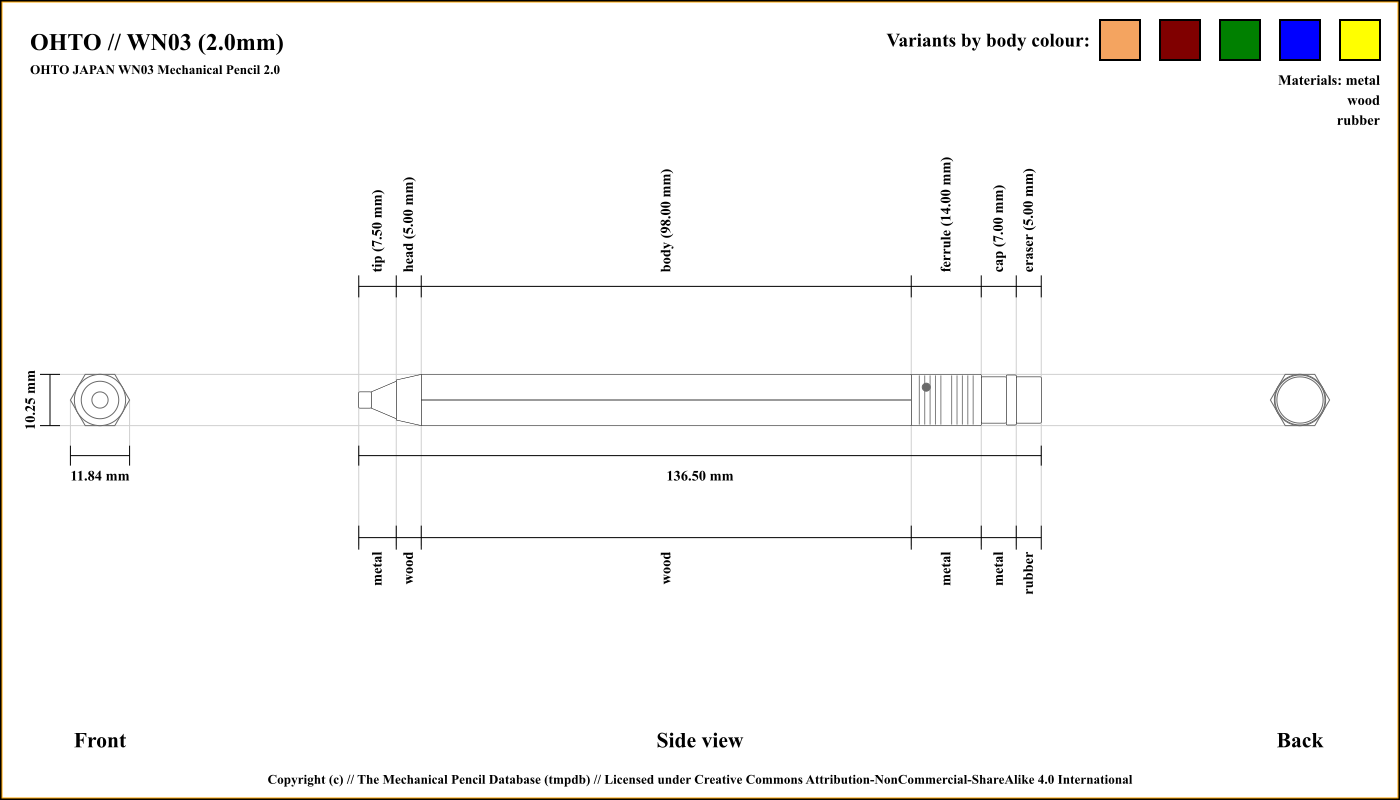 OHTO // WN03 (2.0mm)
OHTO JAPAN WN03 Mechanical Pencil 2.0
Variants by body colour:
Materials: metal
wood
rubber
tip (7.50 mm)
head (5.00 mm)
body (98.00 mm)
ferrule (14.00 mm)
cap (7.00 mm)
eraser (5.00 mm)
10.25 mm
11.84 mm
136.50 mm
metal
wood
wood
metal
metal
rubber
Front
Side view
Back
Copyright (c) // The Mechanical Pencil Database (tmpdb) // Licensed under Creative Commons Attribution-NonCommercial-ShareAlike 4.0 International